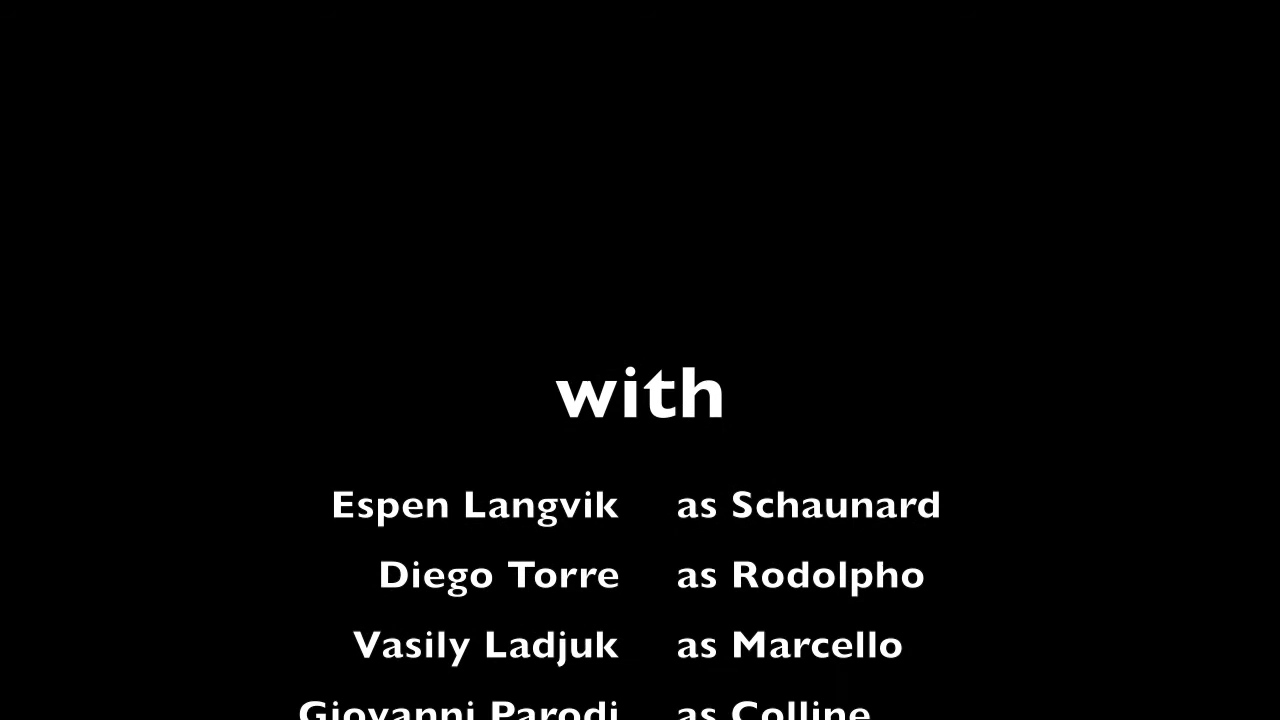 with
Espen Langvik as Schaunard
Diego Torre as Rodolpho
Vasily Ladjuk as Marcello
Giovanni Parodi as Colline